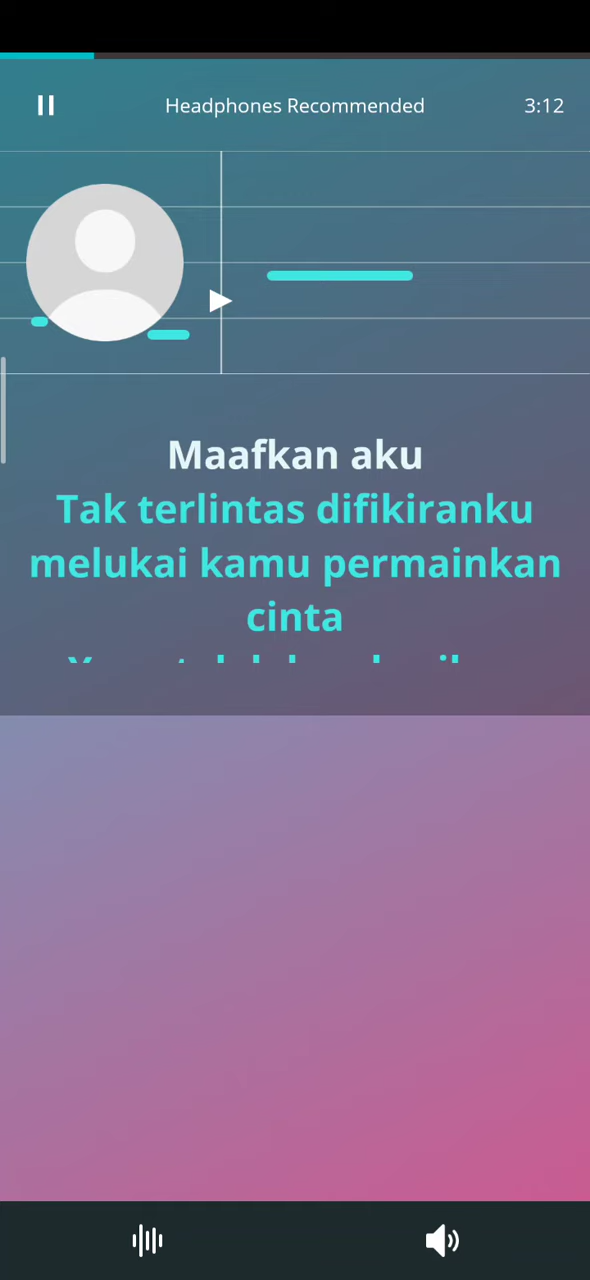 Headphones Recommended
3:12
Maafkan aku
Tak terlintas difikiranku
melukai kamu permainkan
cinta